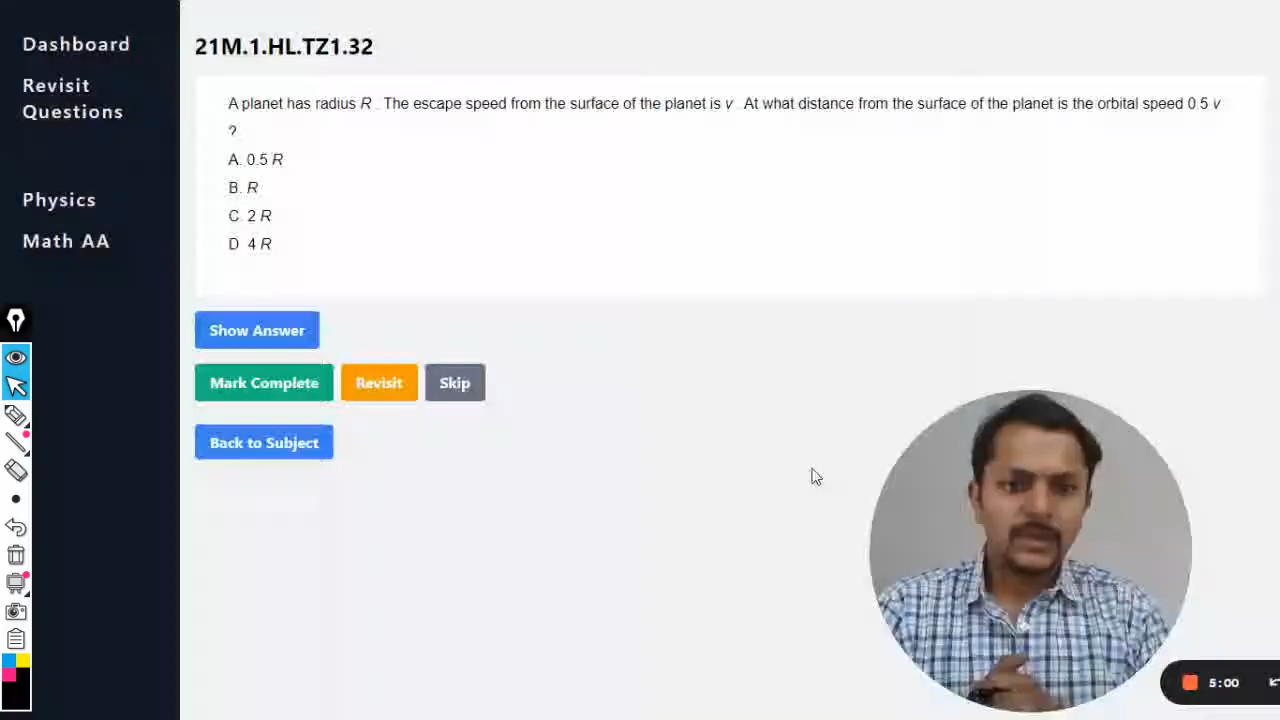 Dashboard
Revisit
Questions
Physics
Math AA
21M.1.HL.TZ1.32
A planet has radius R . The escape speed from the surface of the planet is v . At what distance from the surface of the planet is the orbital speed 0 5 v
?
A. 0.5 R
B. R
C. 2 R
D 4 R
Show Answer
Mark Complete
Revisit
Skip
Back to Subject
5:00